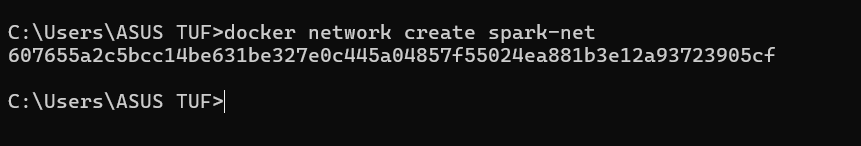 C:\Users\ASUS TUF>docker network create spark-net
607655a2c5bcc14be631be327e0c445a04857f55024ea881b3e12a93723905cf
C:\Users\ASUS TUF>